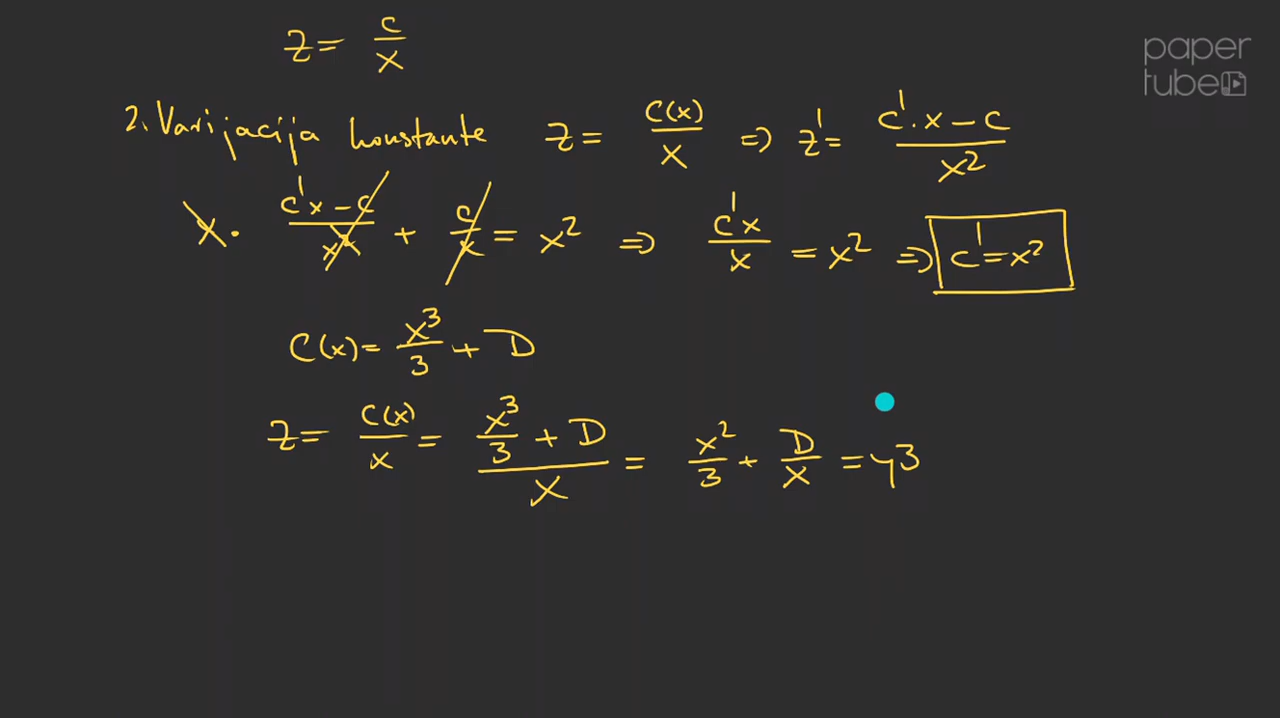 z = c/x
paper
tube
2. Varijacija konstante z = c(x)/x => z' = (c'·x - c)/x²
x · (c'x - c)/x² + c/x = x² => c'x/x = x² => c' = x²
C(x) = x³/3 + D
z = c(x)/x = (x³/3 + D)/x = x²/3 + D/x = y3